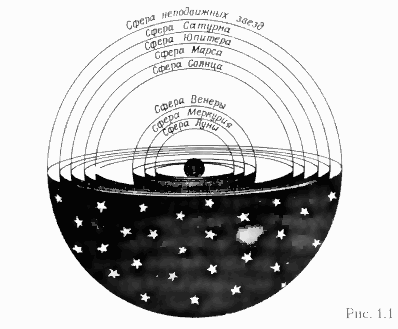 Сфера неподвижных звезд
Сфера Сатурна
Сфера Юпитера
Сфера Марса
Сфера Солнца
Сфера Венеры
Сфера Меркурия
Сфера Луны
Рис. 1.1